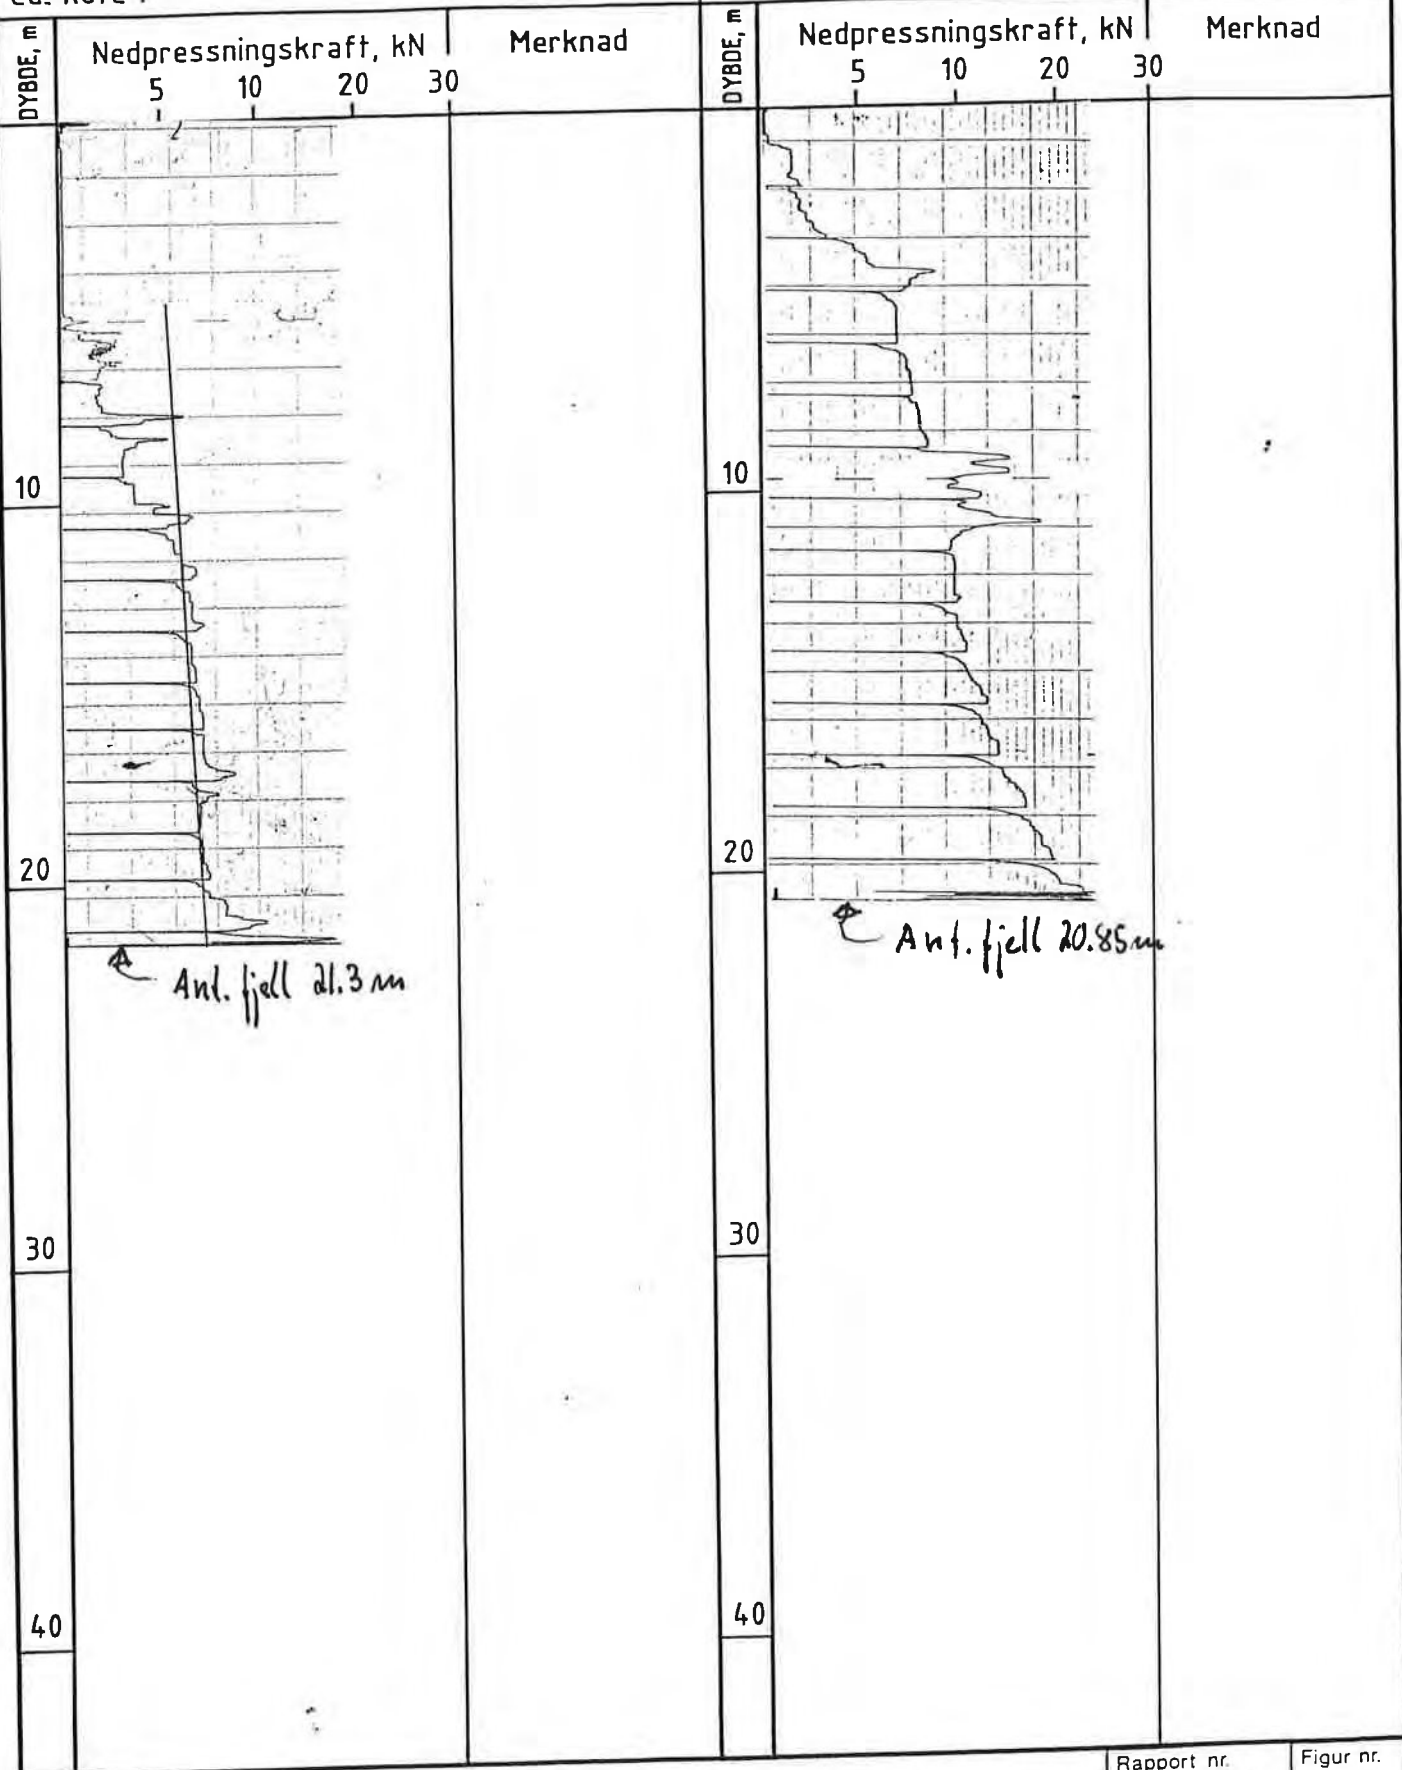 DYBDE, m
Nedpressningskraft, kN
Merknad
5 10 20 30
10
20
Ant. fjell 21.3 m
30
40
DYBDE, m
Nedpressningskraft, kN
Merknad
5 10 20 30
10
20
Ant. fjell 20.85 m
30
40
Rapport nr.
Figur nr.